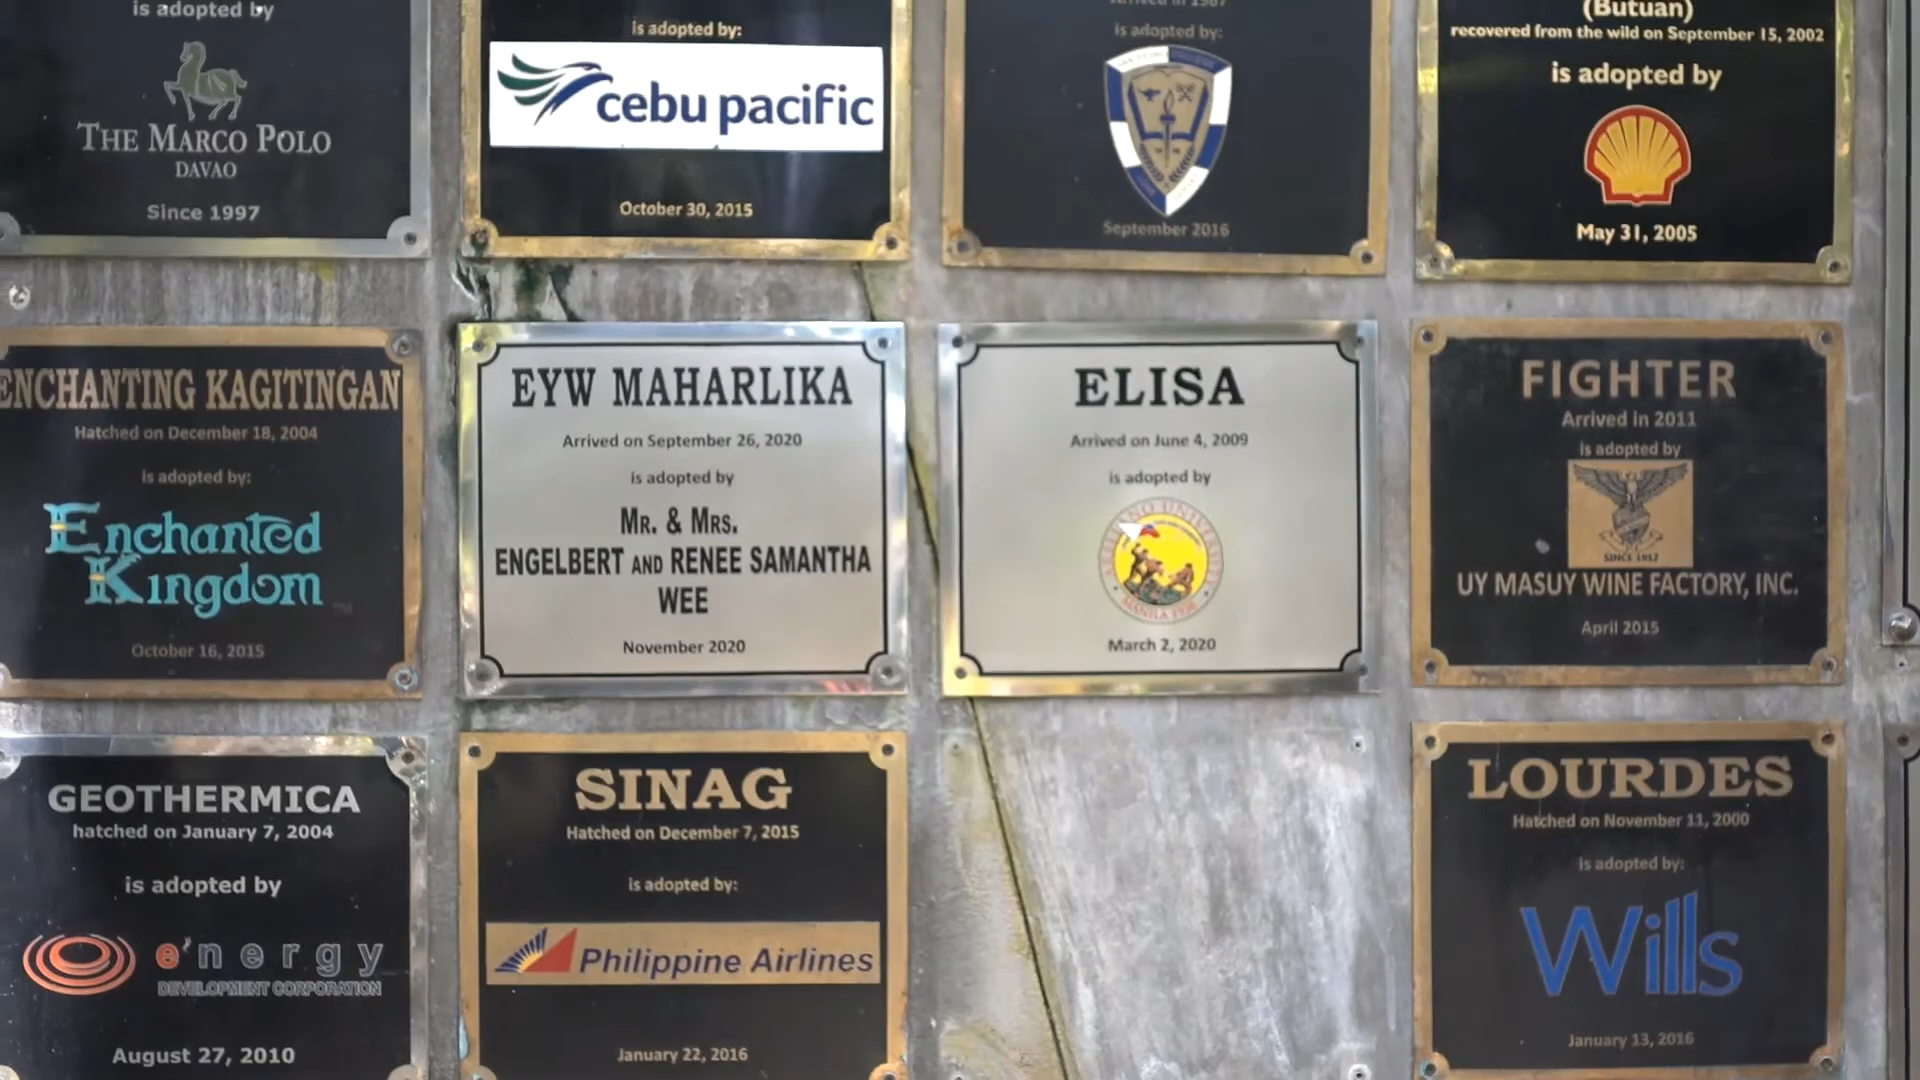 is adopted by:
THE MARCO POLO
DAVAO
Since 1997
is adopted by:
cebu pacific
October 30, 2015
Arrived in 1987
is adopted by:
September 2016
(Butuan)
recovered from the wild on September 15, 2002
is adopted by
May 31, 2005
ENCHANTING KAGITINGAN
Hatched on December 18, 2004
is adopted by:
Enchanted
Kingdom
October 16, 2015
EYW MAHARLIKA
Arrived on September 26, 2020
is adopted by
MR. & MRS.
ENGELBERT AND RENEE SAMANTHA
WEE
November 2020
ELISA
Arrived on June 4, 2009
is adopted by
MANILA 1938
March 2, 2020
FIGHTER
Arrived in 2011
is adopted by
SINCE 1912
UY MASUY WINE FACTORY, INC.
April 2015
GEOTHERMICA
hatched on January 7, 2004
is adopted by
energy
DEVELOPMENT CORPORATION
August 27, 2010
SINAG
Hatched on December 7, 2015
is adopted by:
Philippine Airlines
January 22, 2016
LOURDES
Hatched on November 11, 2000
is adopted by:
Wills
January 13, 2016